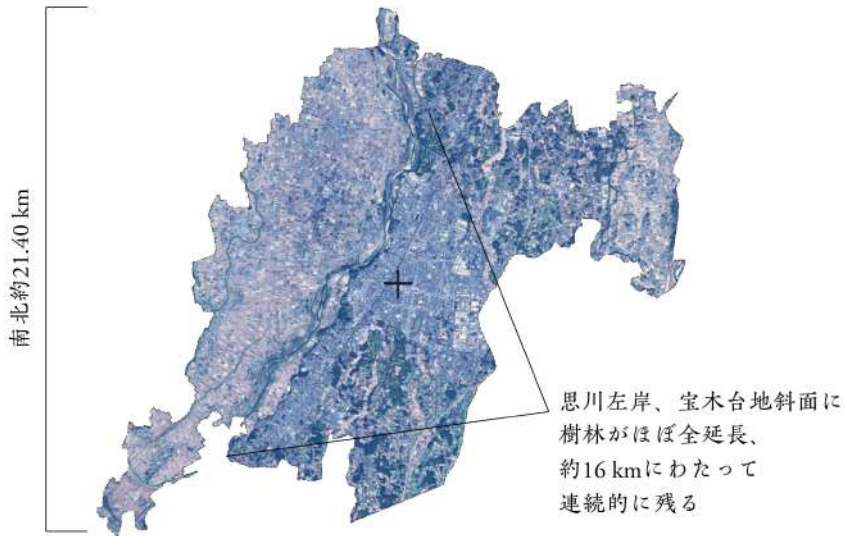 南北約21.40 km
思川左岸、宝木台地斜面に
樹林がほぼ全延長、
約16 kmにわたって
連続的に残る